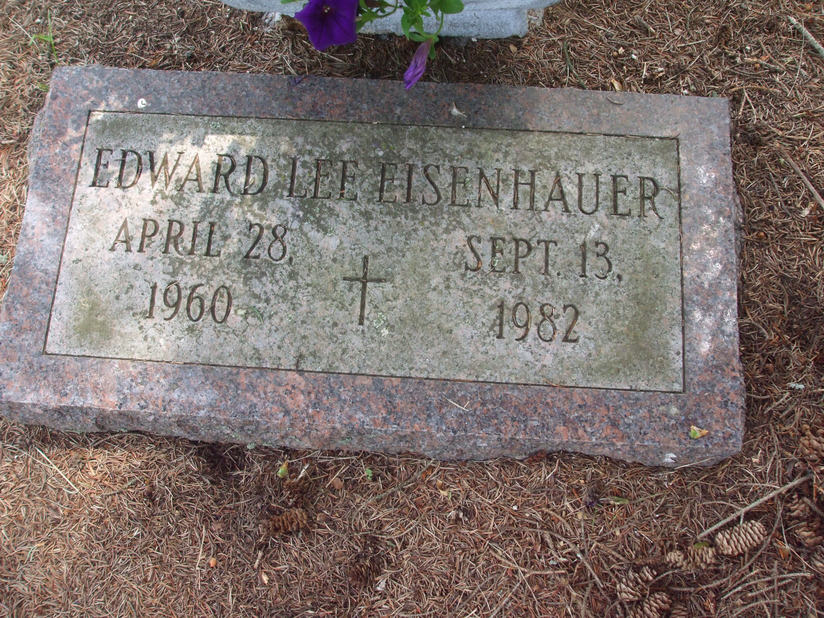 EDWARD LEE EISENHAUER
APRIL 28, SEPT. 13,
1960 1982